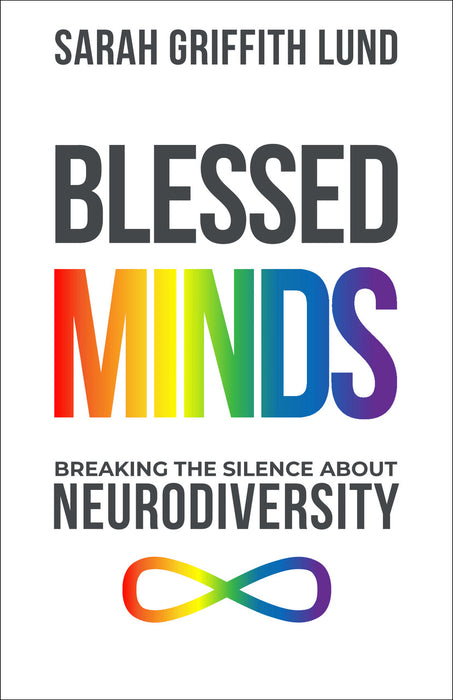 SARAH GRIFFITH LUND
BLESSED
MINDS
BREAKING THE SILENCE ABOUT
NEURODIVERSITY